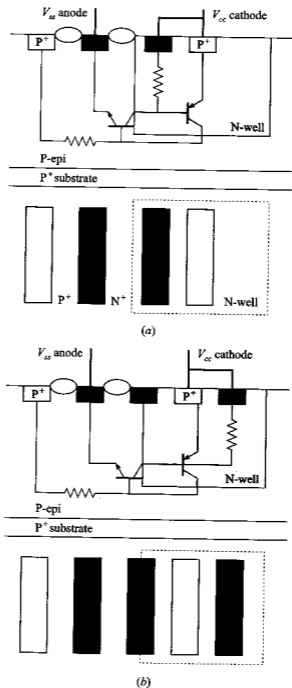 V_ss anode V_cc cathode
P+ P+
N-well
P-epi
P+ substrate
P+ N+ N-well
(a)
V_ss anode V_cc cathode
P+ P+
N-well
P-epi
P+ substrate
(b)